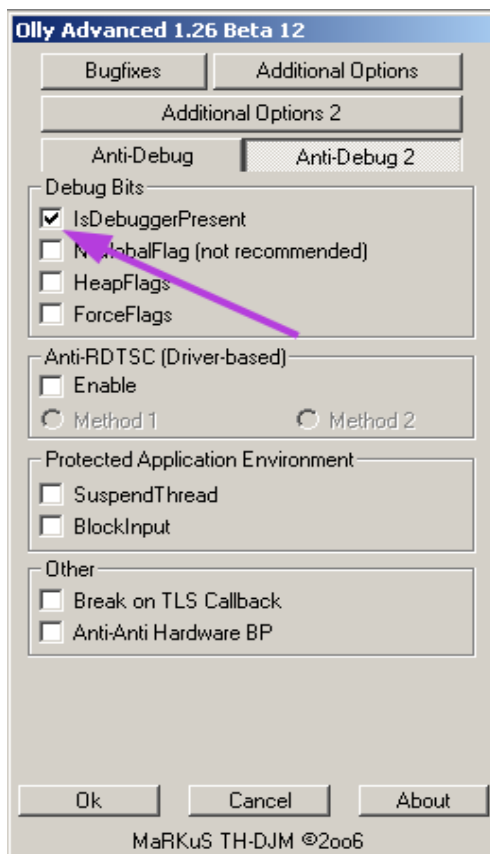 Olly Advanced 1.26 Beta 12
Bugfixes
Additional Options
Additional Options 2
Anti-Debug
Anti-Debug 2
Debug Bits
IsDebuggerPresent
(not recommended)
HeapFlags
ForceFlags
Anti-RDTSC (Driver-based)
Enable
Method 1
Method 2
Protected Application Environment
SuspendThread
BlockInput
Other
Break on TLS Callback
Anti-Anti Hardware BP
Ok
Cancel
About
MaRKuS TH-DJM ©2oo6